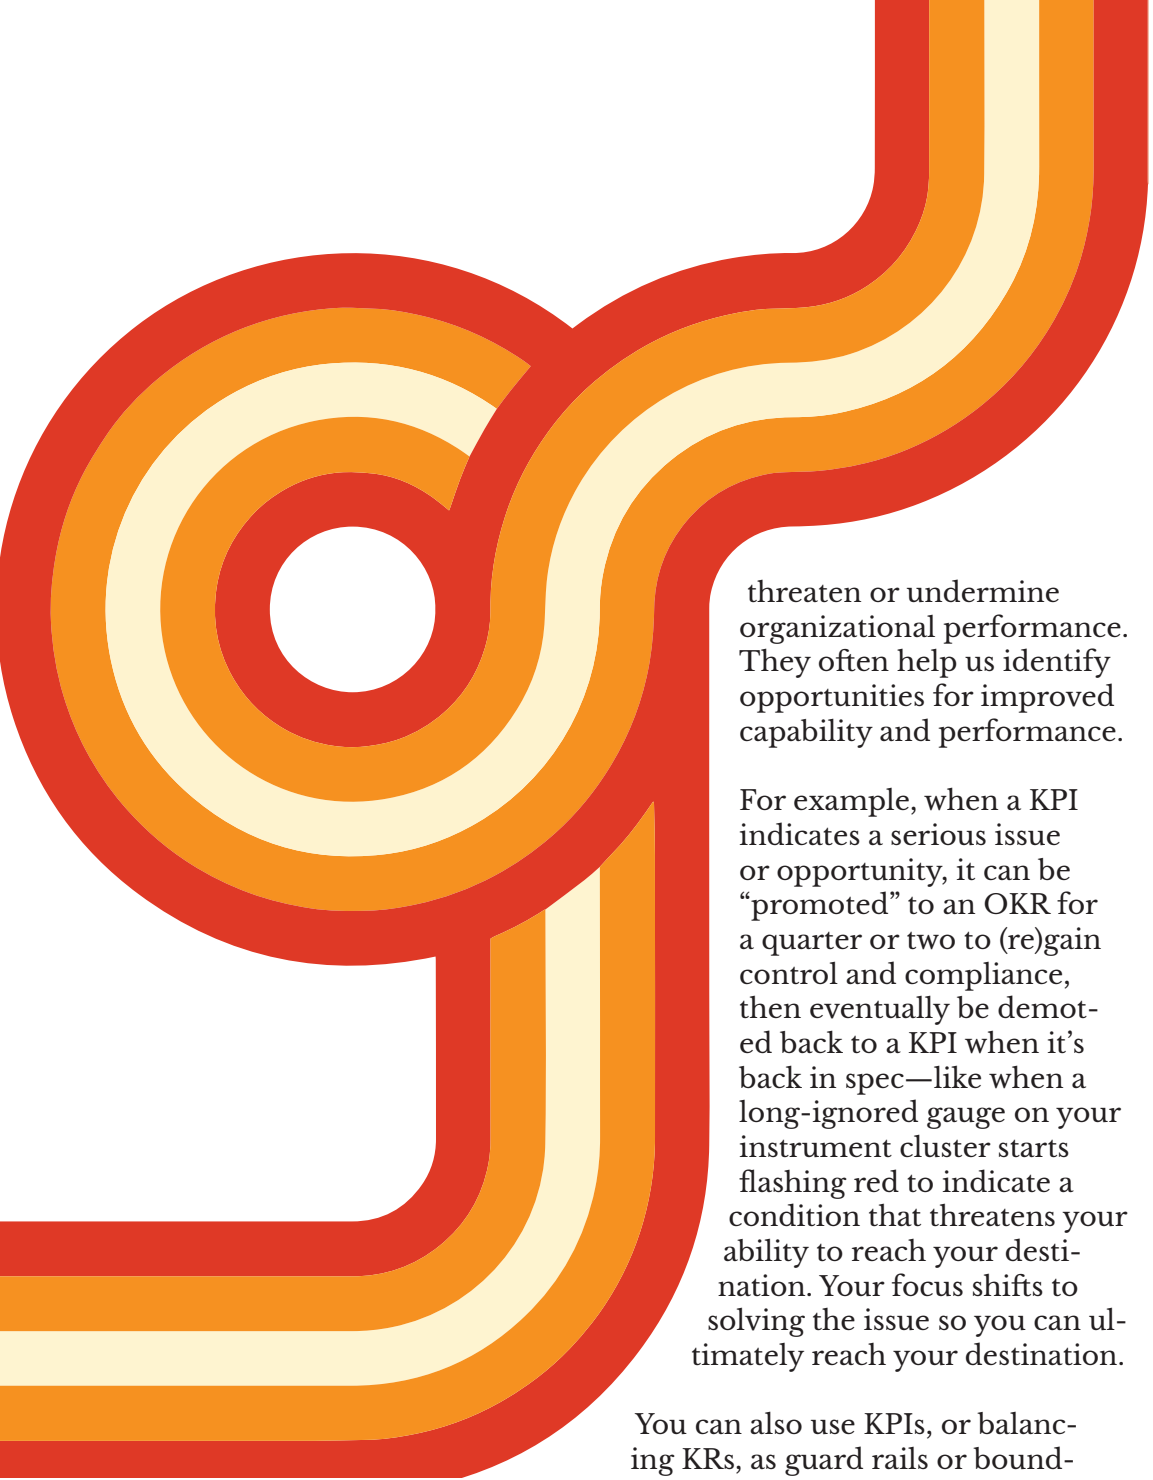 threaten or undermine
organizational performance.
They often help us identify
opportunities for improved
capability and performance.
For example, when a KPI
indicates a serious issue
or opportunity, it can be
“promoted” to an OKR for
a quarter or two to (re)gain
control and compliance,
then eventually be demot-
ed back to a KPI when it’s
back in spec—like when a
long-ignored gauge on your
instrument cluster starts
flashing red to indicate a
condition that threatens your
ability to reach your desti-
nation. Your focus shifts to
solving the issue so you can ul-
timately reach your destination.
You can also use KPIs, or balanc-
ing KRs, as guard rails or bound-